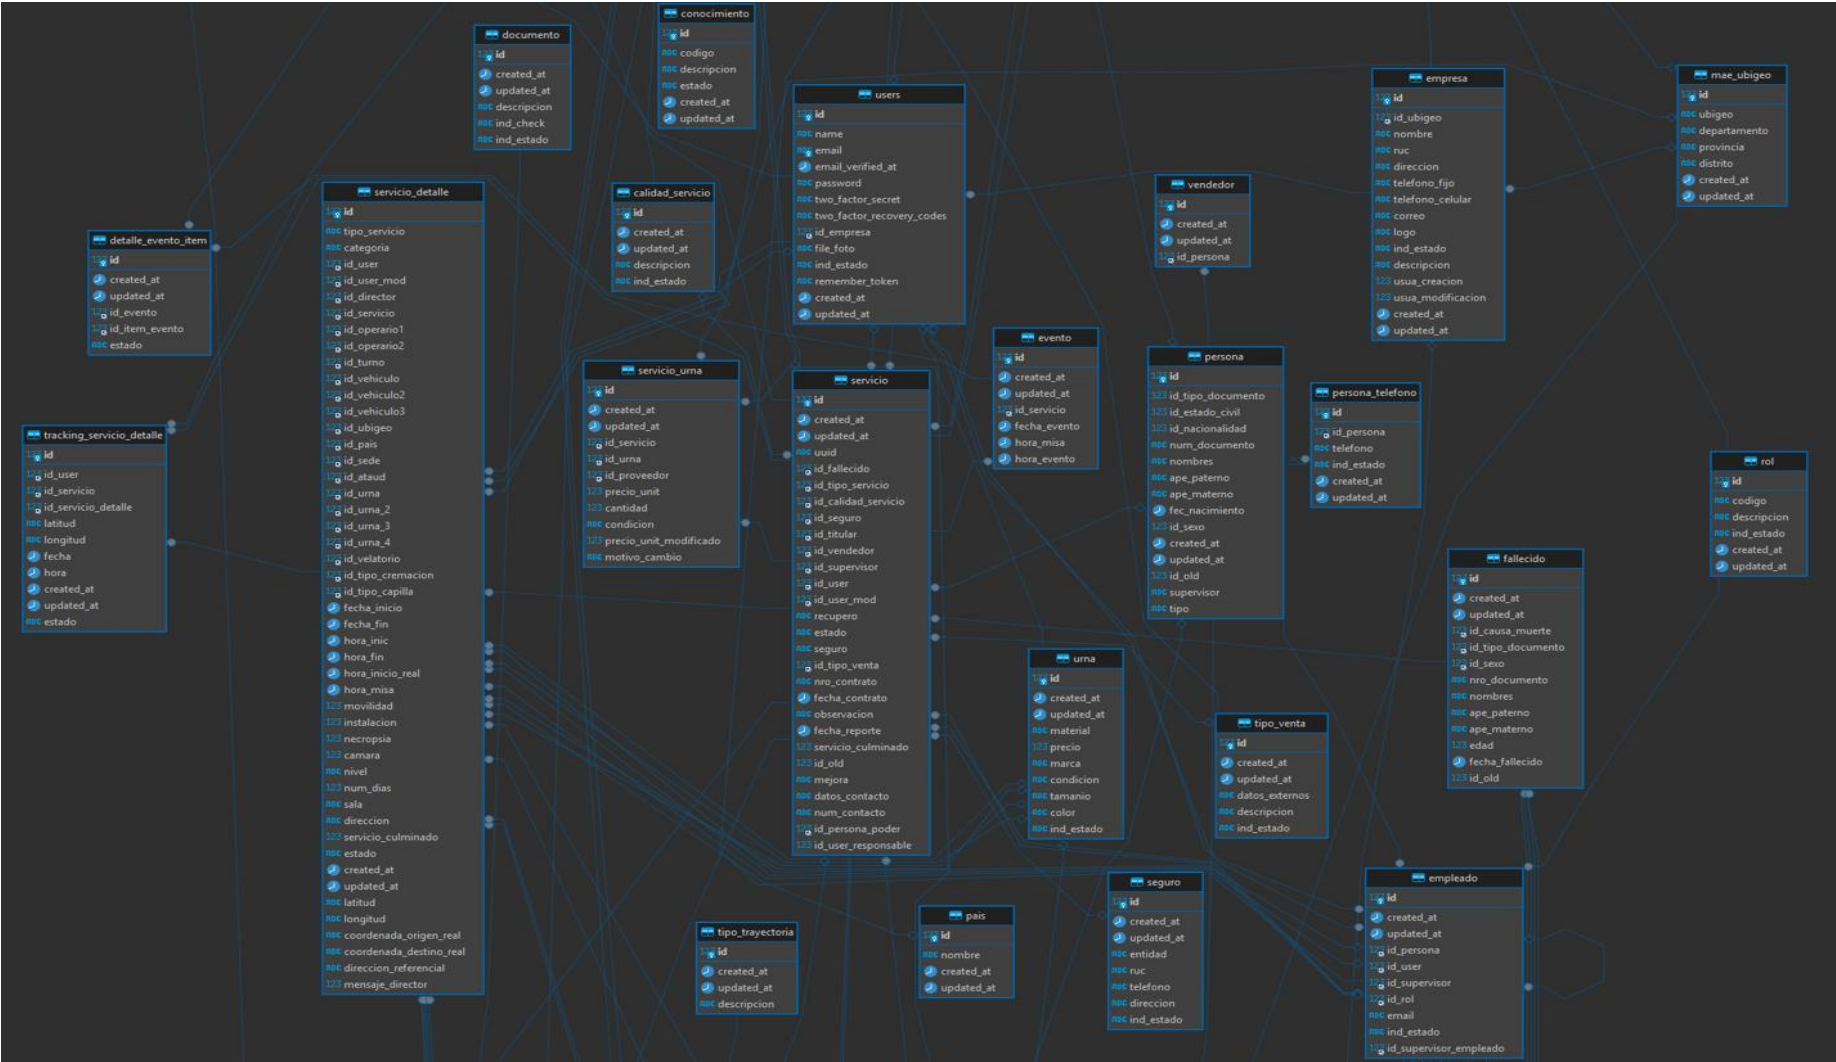 conocimiento
id
codigo
descripcion
estado
created_at
updated_at
documento
id
created_at
updated_at
descripcion
ind_check
ind_estado
users
id
name
email
email_verified_at
password
two_factor_secret
two_factor_recovery_codes
id_empresa
file_foto
ind_estado
remember_token
created_at
updated_at
empresa
id
id_ubigeo
nombre
ruc
direccion
telefono_fijo
telefono_celular
correo
logo
ind_estado
descripcion
usua_creacion
usua_modificacion
created_at
updated_at
mae_ubigeo
id
ubigeo
departamento
provincia
distrito
created_at
updated_at
servicio_detalle
id
tipo_servicio
categoria
id_user
id_user_mod
id_director
id_servicio
id_operario1
id_operario2
id_turno
id_vehiculo
id_vehiculo2
id_vehiculo3
id_ubigeo
id_pais
id_sede
id_ataud
id_urna
id_urna_2
id_urna_3
id_urna_4
id_velatorio
id_tipo_cremacion
id_tipo_capilla
fecha_inicio
fecha_fin
hora_inic
hora_fin
hora_inicio_real
hora_misa
movilidad
instalacion
necropsia
camara
nivel
num_dias
sala
direccion
servicio_culminado
estado
created_at
updated_at
latitud
longitud
coordenada_origen_real
coordenada_destino_real
direccion_referencial
mensaje_director
calidad_servicio
id
created_at
updated_at
descripcion
ind_estado
vendedor
id
created_at
updated_at
id_persona
detalle_evento_item
id
created_at
updated_at
id_evento
id_item_evento
estado
evento
id
created_at
updated_at
id_servicio
fecha_evento
hora_misa
hora_evento
persona
id
id_tipo_documento
id_estado_civil
id_nacionalidad
num_documento
nombres
ape_paterno
ape_materno
fec_nacimiento
id_sexo
created_at
updated_at
id_old
supervisor
tipo
servicio_urna
id
created_at
updated_at
id_servicio
id_urna
id_proveedor
precio_unit
cantidad
condicion
precio_unit_modificado
motivo_cambio
servicio
id
created_at
updated_at
uuid
id_fallecido
id_tipo_servicio
id_calidad_servicio
id_seguro
id_titular
id_vendedor
id_supervisor
id_user
id_user_mod
recupero
estado
seguro
id_tipo_venta
nro_contrato
fecha_contrato
observacion
fecha_reporte
servicio_culminado
id_old
mejora
datos_contacto
num_contacto
id_persona_poder
id_user_responsable
persona_telefono
id
id_persona
telefono
ind_estado
created_at
updated_at
tracking_servicio_detalle
id
id_user
id_servicio
id_servicio_detalle
latitud
longitud
fecha
hora
created_at
updated_at
estado
rol
id
codigo
descripcion
ind_estado
created_at
updated_at
fallecido
id
created_at
updated_at
id_causa_muerte
id_tipo_documento
id_sexo
nro_documento
nombres
ape_paterno
ape_materno
edad
fecha_fallecido
id_old
urna
id
created_at
updated_at
material
precio
marca
condicion
tamanio
color
ind_estado
tipo_venta
id
created_at
updated_at
datos_externos
descripcion
ind_estado
seguro
id
created_at
updated_at
entidad
ruc
telefono
direccion
ind_estado
empleado
id
created_at
updated_at
id_persona
id_user
id_supervisor
id_rol
email
ind_estado
id_supervisor_empleado
pais
id
nombre
created_at
updated_at
tipo_trayectoria
id
created_at
updated_at
descripcion